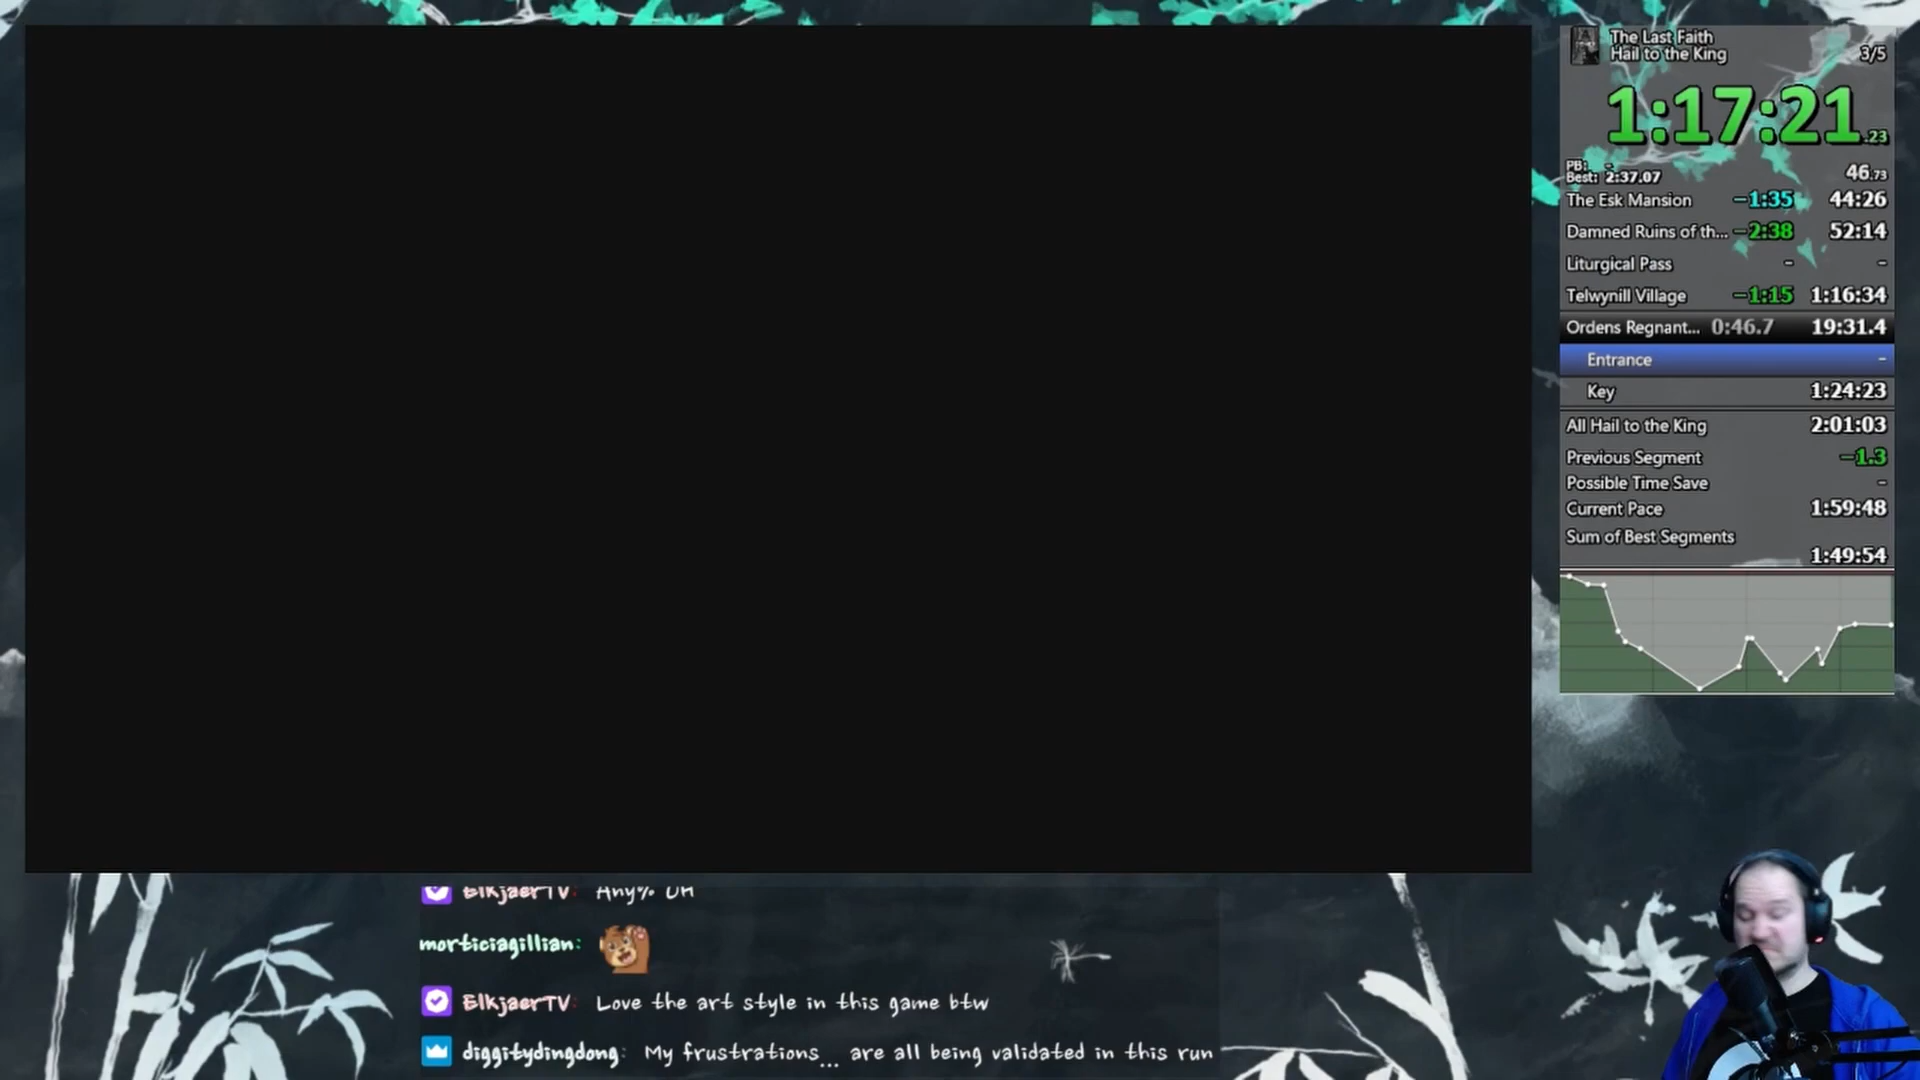 The Last Faith
Hail to the King
3/5
1:17:21.23
PB: -
Best: 2:37.07
46.73
The Esk Mansion −1:35 44:26
Damned Ruins of th... −2:38 52:14
Liturgical Pass - -
Telwynill Village −1:15 1:16:34
Ordens Regnant... 0:46.7 19:31.4
Entrance -
Key 1:24:23
All Hail to the King 2:01:03
Previous Segment −1.3
Possible Time Save -
Current Pace 1:59:48
Sum of Best Segments
1:49:54
ElkjaerTV: Any%
morticiagillian:
ElkjaerTV: Love the art style in this game btw
diggitydingdong: My frustrations... are all being validated in this run